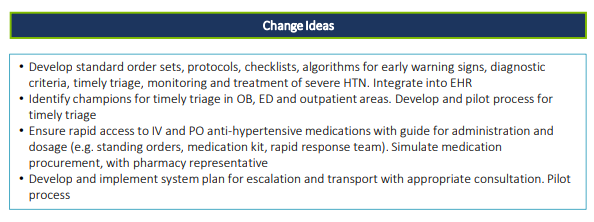 Change Ideas
• Develop standard order sets, protocols, checklists, algorithms for early warning signs, diagnostic
criteria, timely triage, monitoring and treatment of severe HTN. Integrate into EHR
• Identify champions for timely triage in OB, ED and outpatient areas. Develop and pilot process for
timely triage
• Ensure rapid access to IV and PO anti-hypertensive medications with guide for administration and
dosage (e.g. standing orders, medication kit, rapid response team). Simulate medication
procurement, with pharmacy representative
• Develop and implement system plan for escalation and transport with appropriate consultation. Pilot
process